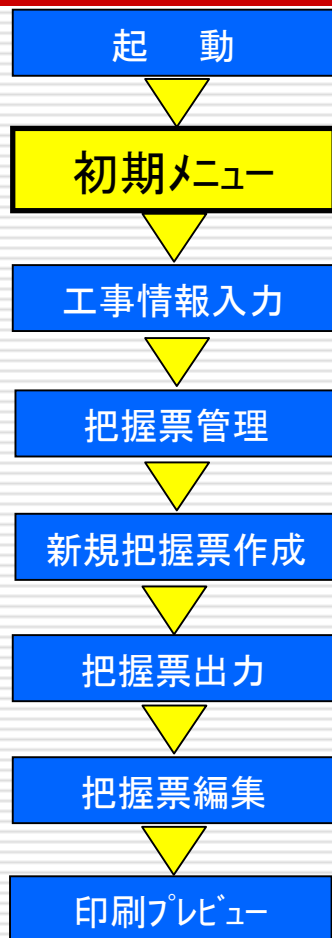 起　動
初期ﾒﾆｭｰ
工事情報入力
把握票管理
新規把握票作成
把握票出力
把握票編集
印刷ﾌﾟﾚﾋﾞｭｰ